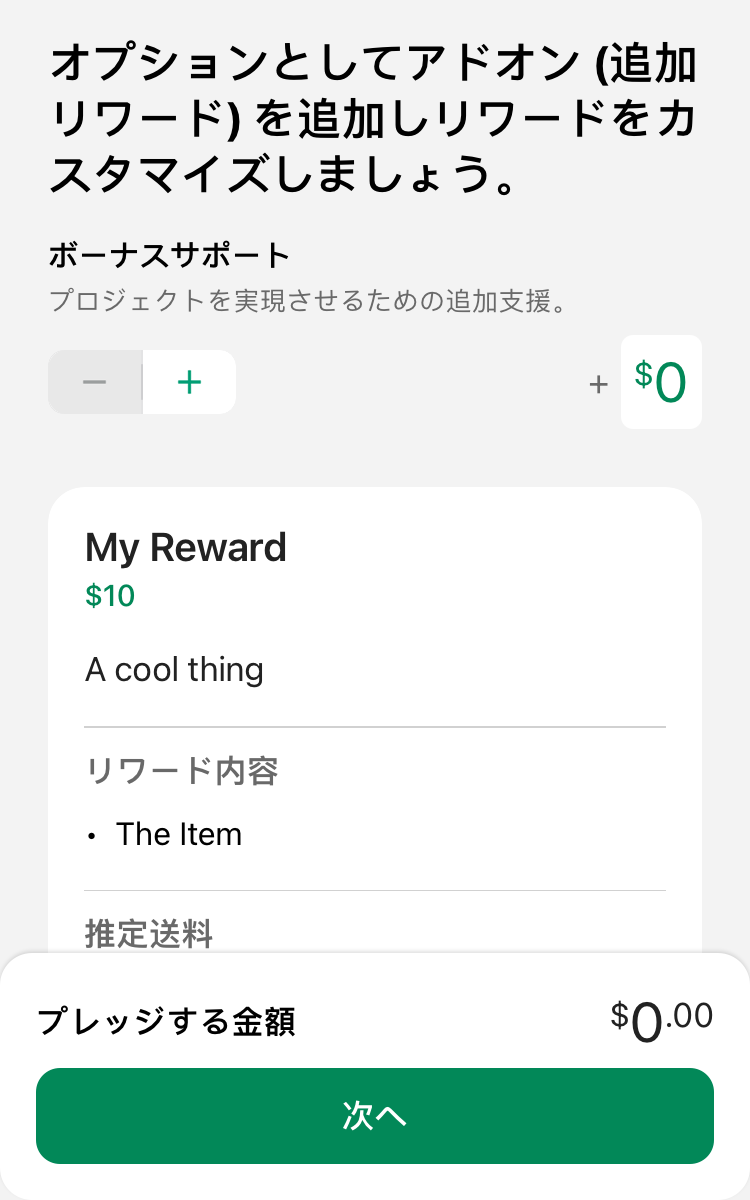 オプションとしてアドオン (追加
リワード) を追加しリワードをカ
スタマイズしましょう。
ボーナスサポート
プロジェクトを実現させるための追加支援。
− +
+ $0
My Reward
$10
A cool thing
リワード内容
• The Item
推定送料
プレッジする金額
$0.00
次へ